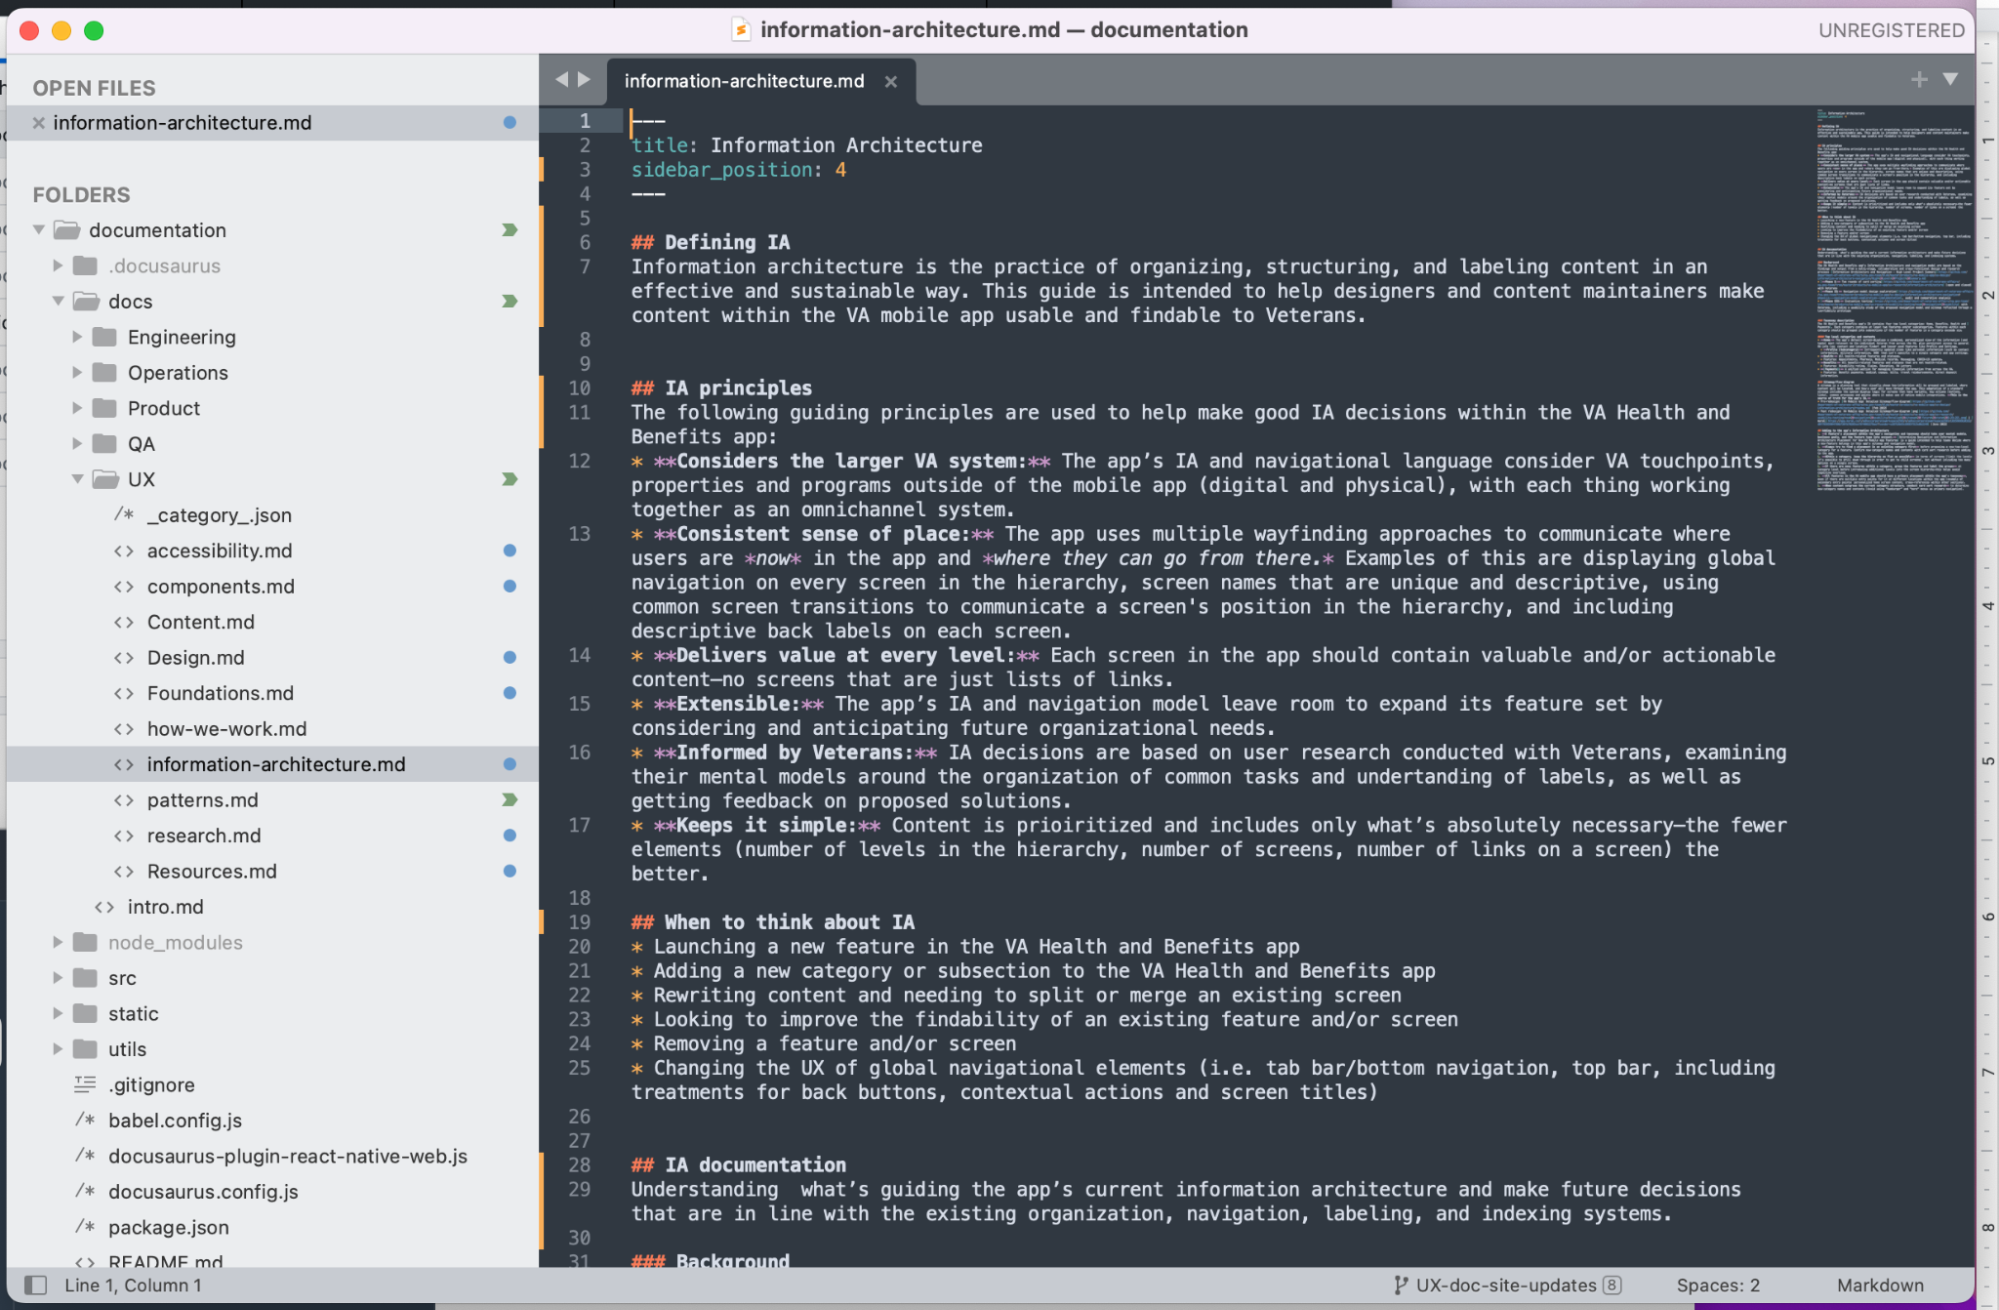 information-architecture.md — documentation
UNREGISTERED
OPEN FILES
information-architecture.md
FOLDERS
documentation
.docusaurus
docs
Engineering
Operations
Product
QA
UX
/* _category_.json
<> accessibility.md
<> components.md
<> Content.md
<> Design.md
<> Foundations.md
<> how-we-work.md
<> information-architecture.md
<> patterns.md
<> research.md
<> Resources.md
<> intro.md
node_modules
src
static
utils
.gitignore
/* babel.config.js
/* docusaurus-plugin-react-native-web.js
/* docusaurus.config.js
/* package.json
<> README.md
information-architecture.md
1 ---
2 title: Information Architecture
3 sidebar_position: 4
4 ---
5
6 ## Defining IA
7 Information architecture is the practice of organizing, structuring, and labeling content in an
effective and sustainable way. This guide is intended to help designers and content maintainers make
content within the VA mobile app usable and findable to Veterans.
8
9
10 ## IA principles
11 The following guiding principles are used to help make good IA decisions within the VA Health and
Benefits app:
12 * **Considers the larger VA system:** The app’s IA and navigational language consider VA touchpoints,
properties and programs outside of the mobile app (digital and physical), with each thing working
together as an omnichannel system.
13 * **Consistent sense of place:** The app uses multiple wayfinding approaches to communicate where
users are *now* in the app and *where they can go from there.* Examples of this are displaying global
navigation on every screen in the hierarchy, screen names that are unique and descriptive, using
common screen transitions to communicate a screen's position in the hierarchy, and including
descriptive back labels on each screen.
14 * **Delivers value at every level:** Each screen in the app should contain valuable and/or actionable
content—no screens that are just lists of links.
15 * **Extensible:** The app’s IA and navigation model leave room to expand its feature set by
considering and anticipating future organizational needs.
16 * **Informed by Veterans:** IA decisions are based on user research conducted with Veterans, examining
their mental models around the organization of common tasks and undertanding of labels, as well as
getting feedback on proposed solutions.
17 * **Keeps it simple:** Content is prioiritized and includes only what’s absolutely necessary—the fewer
elements (number of levels in the hierarchy, number of screens, number of links on a screen) the
better.
18
19 ## When to think about IA
20 * Launching a new feature in the VA Health and Benefits app
21 * Adding a new category or subsection to the VA Health and Benefits app
22 * Rewriting content and needing to split or merge an existing screen
23 * Looking to improve the findability of an existing feature and/or screen
24 * Removing a feature and/or screen
25 * Changing the UX of global navigational elements (i.e. tab bar/bottom navigation, top bar, including
treatments for back buttons, contextual actions and screen titles)
26
27
28 ## IA documentation
29 Understanding  what’s guiding the app’s current information architecture and make future decisions
that are in line with the existing organization, navigation, labeling, and indexing systems.
30
31 ### Background
1
2
3
4
5
6
7
8
Line 1, Column 1
UX-doc-site-updates 8
Spaces: 2
Markdown